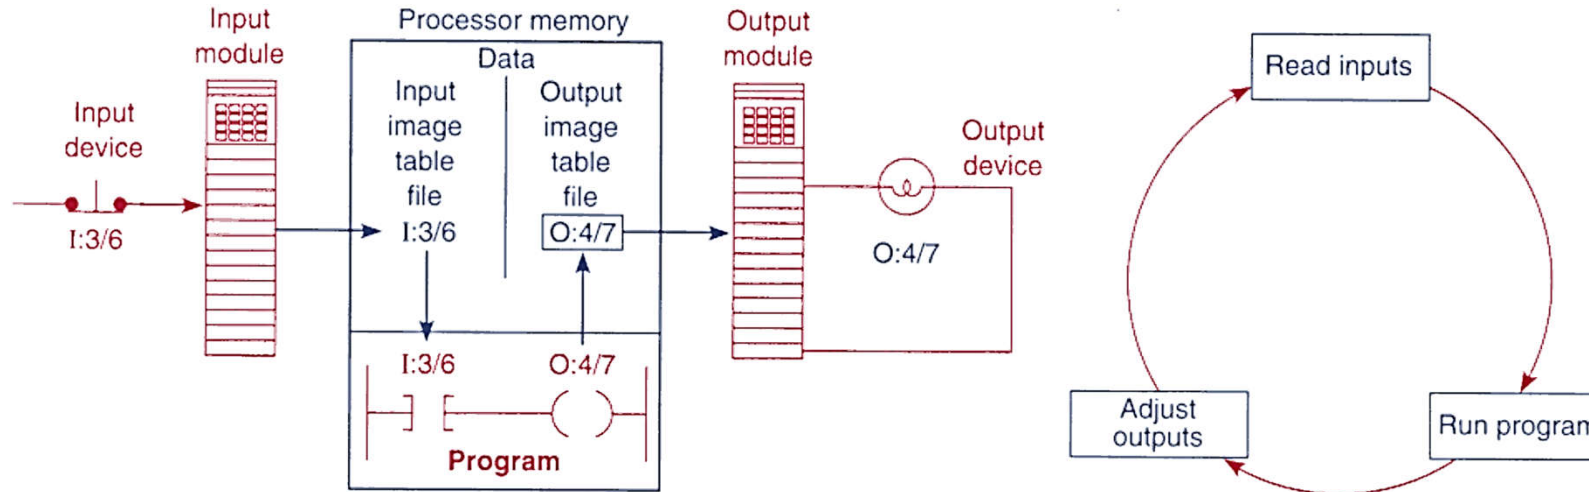 Input
module
Input
device
I:3/6
Processor memory
Data
Input
image
table
file
I:3/6
Output
image
table
file
O:4/7
I:3/6
O:4/7
Program
Output
module
Output
device
O:4/7
Read inputs
Adjust
outputs
Run program